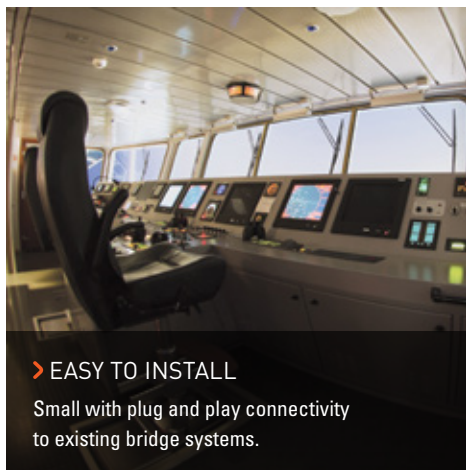 EASY TO INSTALL
Small with plug and play connectivity
to existing bridge systems.